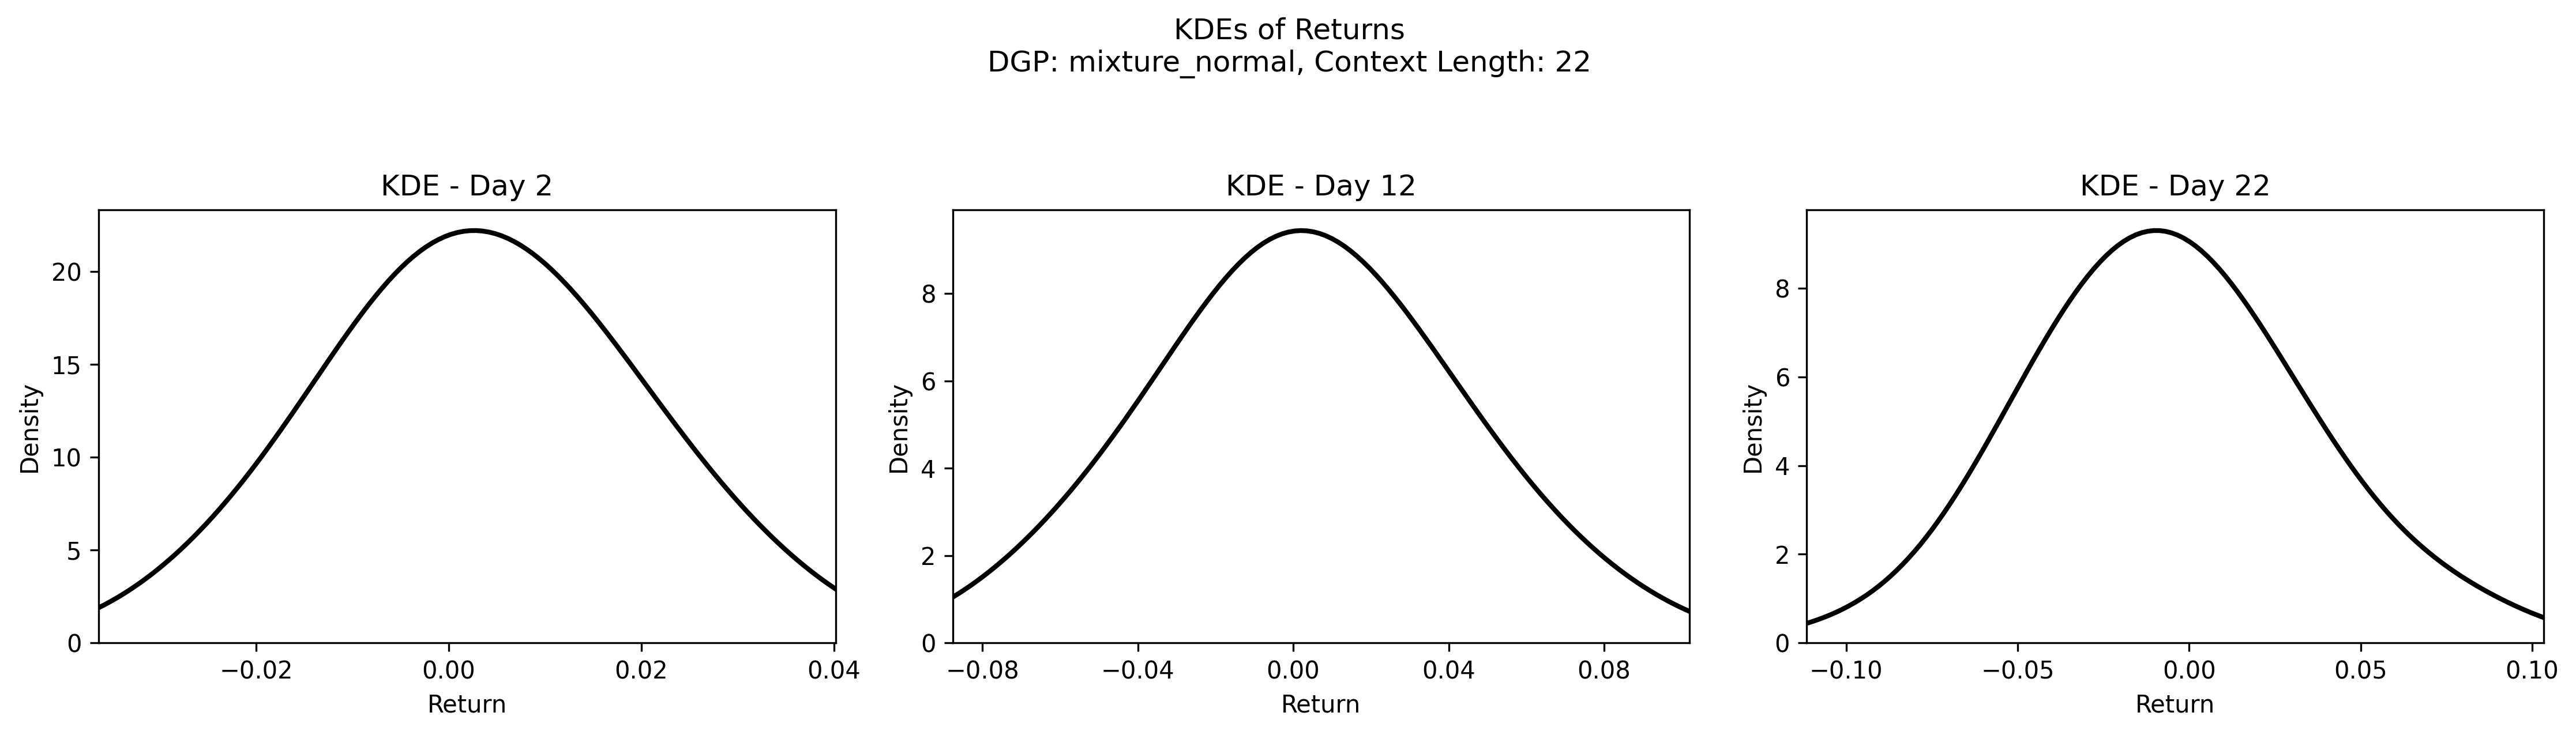 KDEs of Returns
DGP: mixture_normal, Context Length: 22
KDE - Day 2
20
15
10
5
0
Density
−0.02 0.00 0.02 0.04
Return
KDE - Day 12
8
6
4
2
0
Density
−0.08 −0.04 0.00 0.04 0.08
Return
KDE - Day 22
8
6
4
2
0
Density
−0.10 −0.05 0.00 0.05 0.10
Return